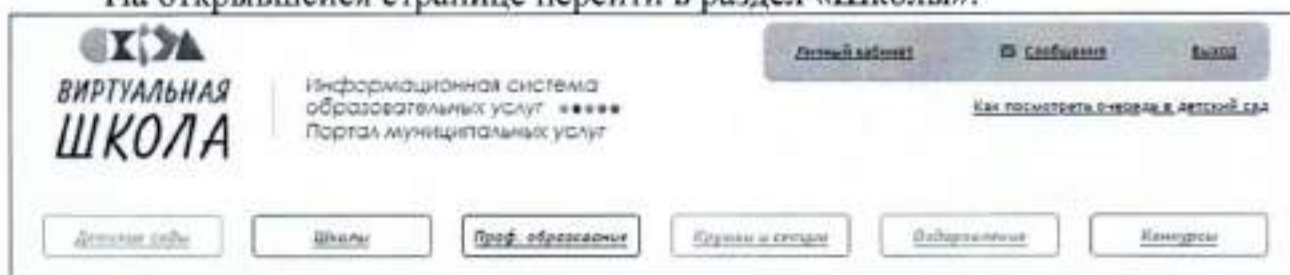 На открывшейся странице перейти в раздел «Школы».
Личный кабинет Сообщения Выход
ВИРТУАЛЬНАЯ
ШКОЛА
Информационная система
образовательных услуг
Портал муниципальных услуг
Как посмотреть очередь в детский сад
Детские сады Школы Проф. образование Кружки и секции Оздоровление Конкурсы